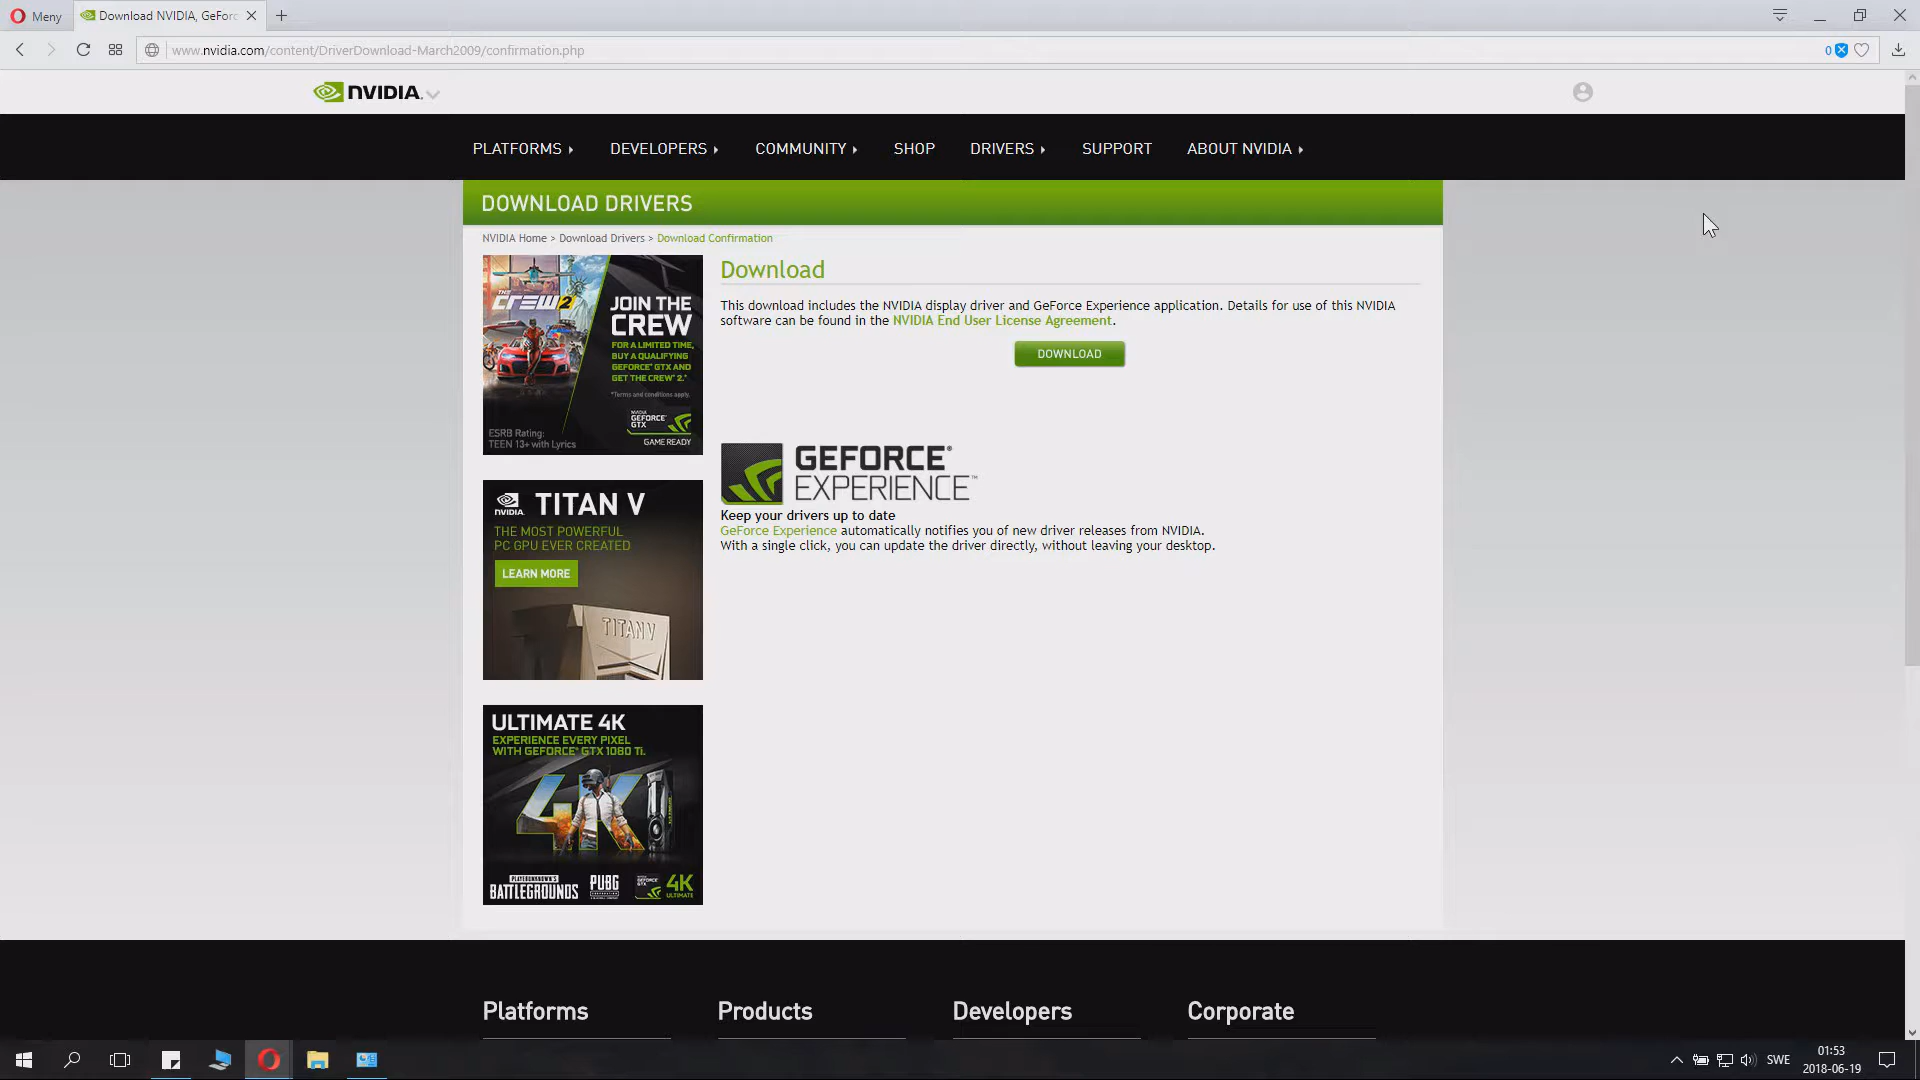 Meny
Download NVIDIA, GeForc
www.nvidia.com/content/DriverDownload-March2009/confirmation.php
0
NVIDIA.
PLATFORMS
DEVELOPERS
COMMUNITY
SHOP
DRIVERS
SUPPORT
ABOUT NVIDIA
DOWNLOAD DRIVERS
NVIDIA Home > Download Drivers > Download Confirmation
THE CREW 2
JOIN THE
CREW
FOR A LIMITED TIME,
BUY A QUALIFYING
GEFORCE® GTX AND
GET THE CREW® 2.*
*Terms and conditions apply.
NVIDIA
GEFORCE
GTX
GAME READY
ESRB Rating:
TEEN 13+ with Lyrics
Download
This download includes the NVIDIA display driver and GeForce Experience application. Details for use of this NVIDIA
software can be found in the NVIDIA End User License Agreement.
DOWNLOAD
GEFORCE®
EXPERIENCE™
Keep your drivers up to date
GeForce Experience automatically notifies you of new driver releases from NVIDIA.
With a single click, you can update the driver directly, without leaving your desktop.
NVIDIA.
TITAN V
THE MOST POWERFUL
PC GPU EVER CREATED
LEARN MORE
TITAN V
ULTIMATE 4K
EXPERIENCE EVERY PIXEL
WITH GEFORCE® GTX 1080 Ti.
4K
PLAYERUNKNOWN'S
BATTLEGROUNDS
PUBG
GEFORCE
GTX
4K
ULTIMATE
Platforms
Products
Developers
Corporate
SWE
01:53
2018-06-19